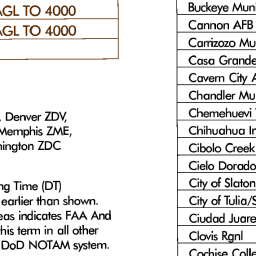 AGL TO 4000
AGL TO 4000
, Denver ZDV,
Memphis ZME,
ington ZDC
ng Time (DT)
earlier than shown.
eas indicates FAA And
his term in all other
DoD NOTAM system.
Buckeye Muni
Cannon AFB
Carrizozo Mu
Casa Grande
Cavern City A
Chandler Mu
Chemehuevi
Chihuahua In
Cibolo Creek
Cielo Dorado
City of Slaton
City of Tulia/S
Ciudad Juare
Clovis Rgnl
Cochise Colle